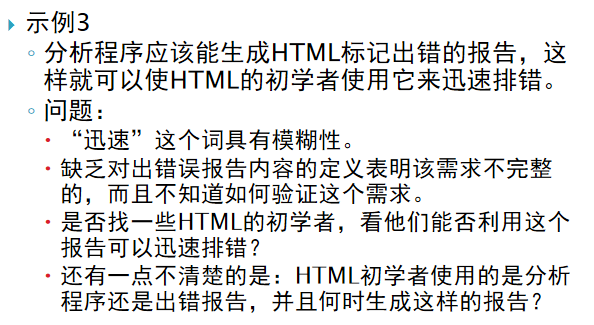 示例3
分析程序应该能生成HTML标记出错的报告，这
样就可以使HTML的初学者使用它来迅速排错。
问题：
“迅速”这个词具有模糊性。
缺乏对出错误报告内容的定义表明该需求不完整
的，而且不知道如何验证这个需求。
是否找一些HTML的初学者，看他们能否利用这个
报告可以迅速排错？
还有一点不清楚的是：HTML初学者使用的是分析
程序还是出错报告，并且何时生成这样的报告？